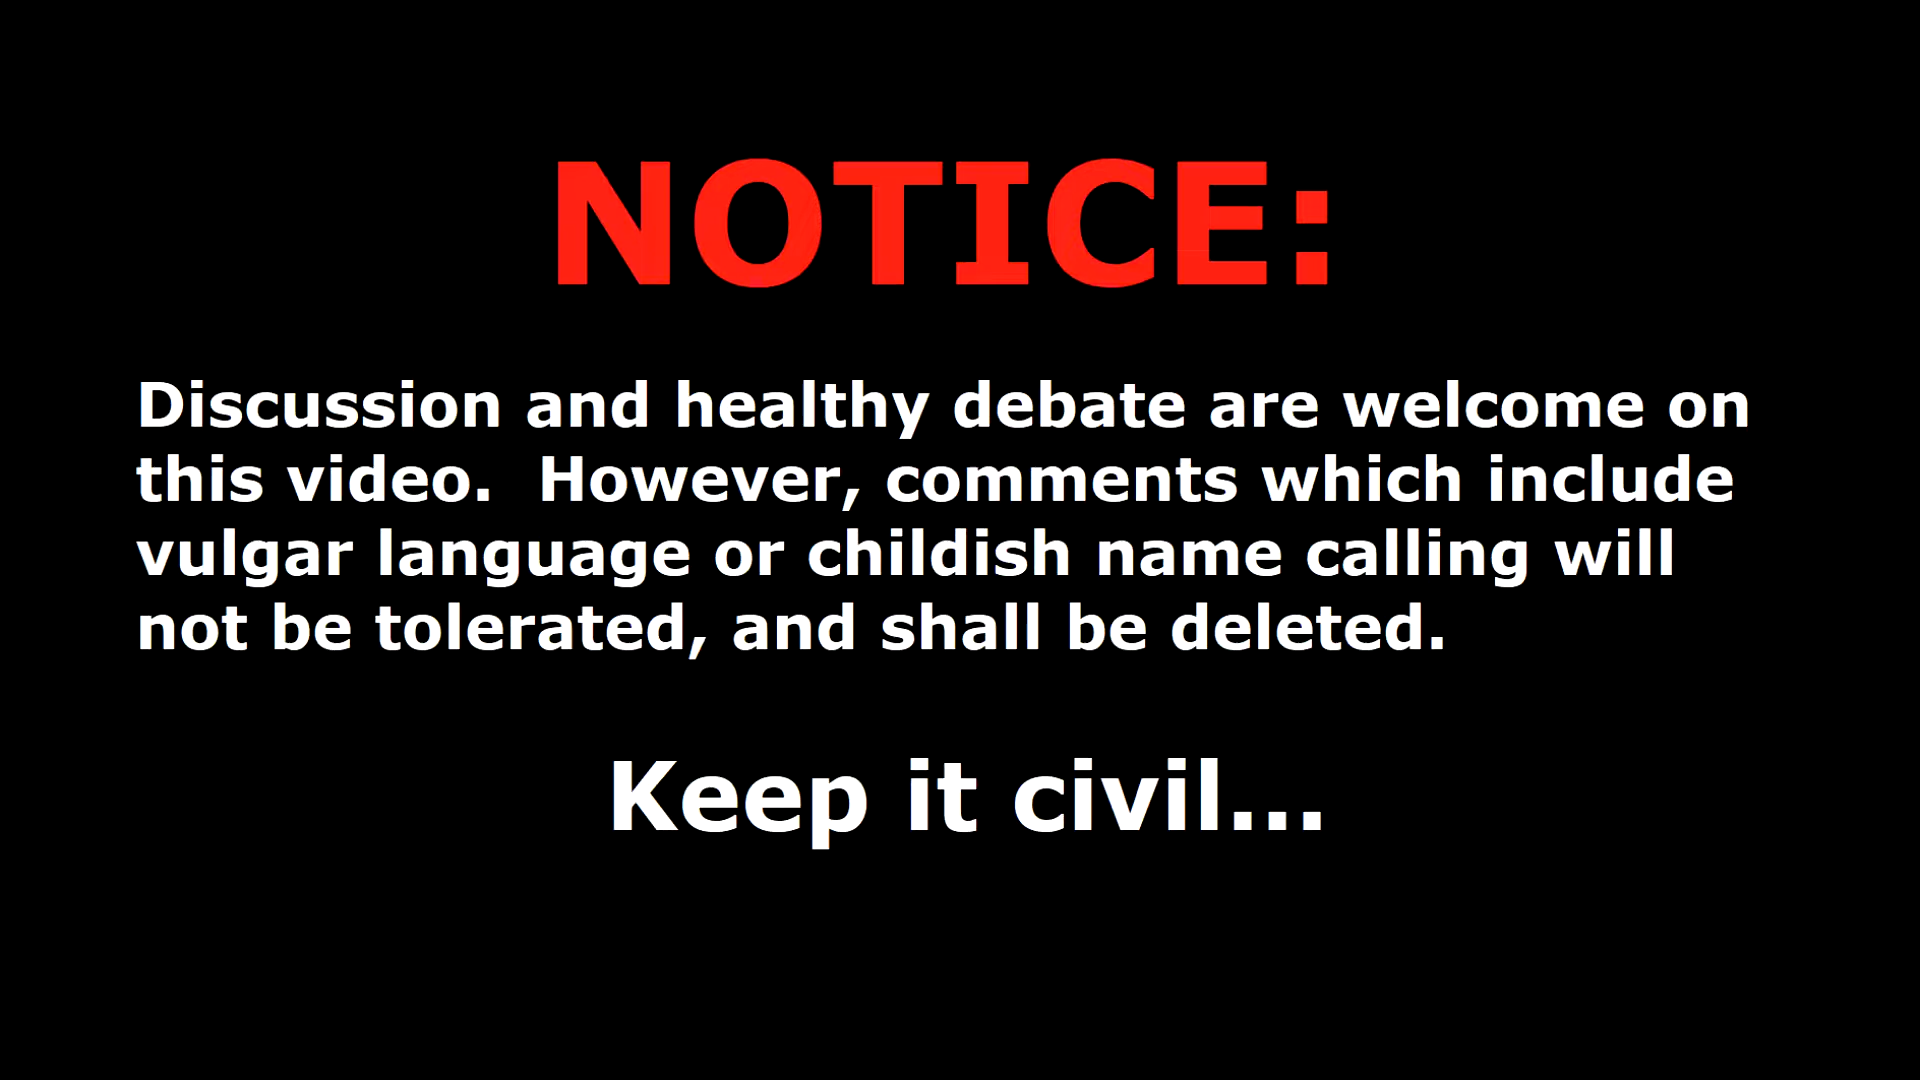 NOTICE:
Discussion and healthy debate are welcome on
this video.  However, comments which include
vulgar language or childish name calling will
not be tolerated, and shall be deleted.
Keep it civil...